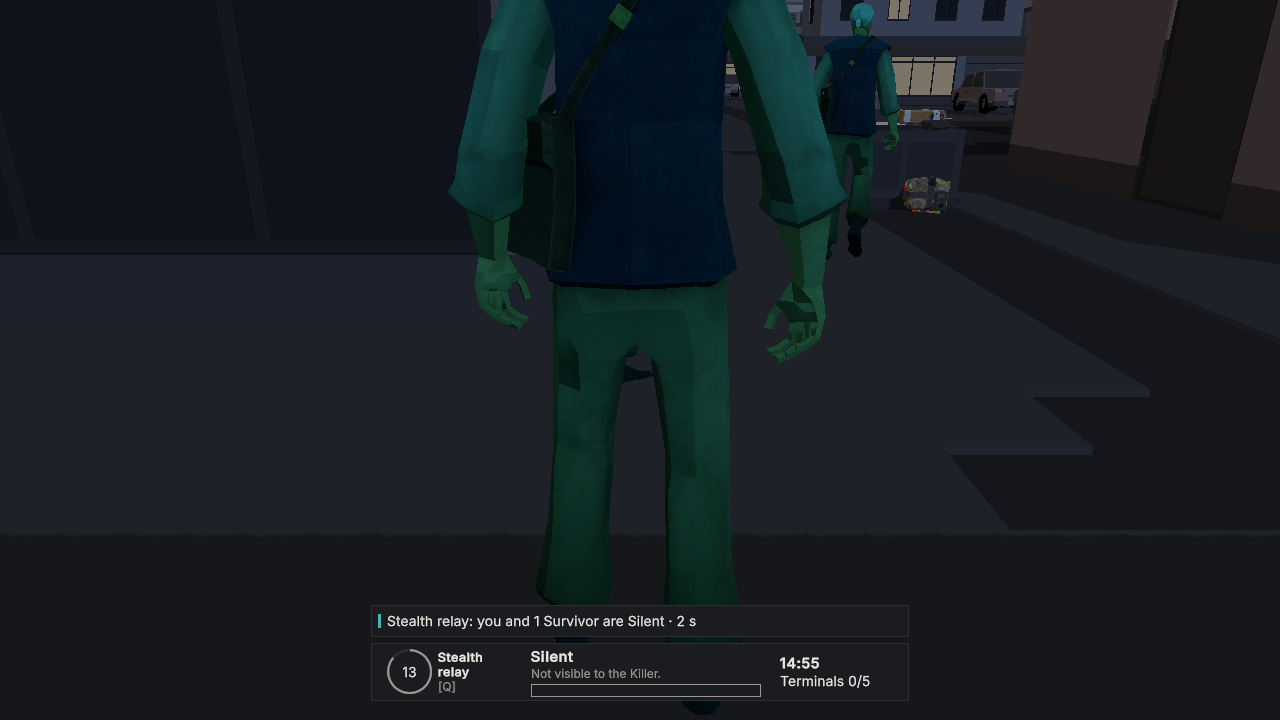 Stealth relay: you and 1 Survivor are Silent · 2 s
13
Stealth
relay
[Q]
Silent
Not visible to the Killer.
14:55
Terminals 0/5